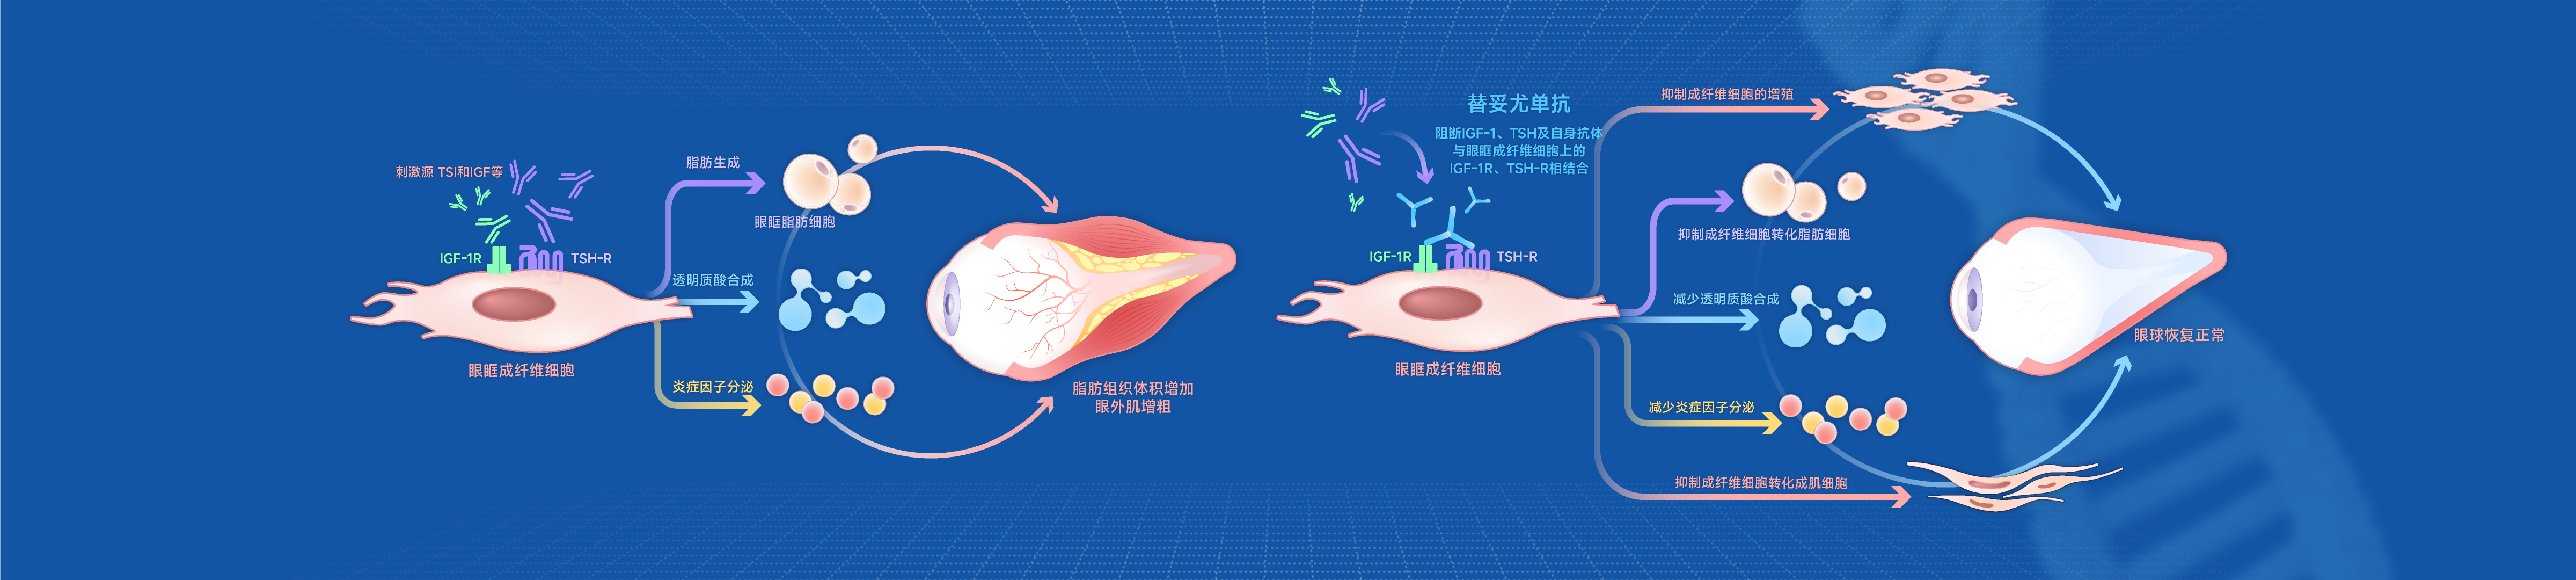 刺激源 TSI和IGF等
IGF-1R
TSH-R
眼眶成纤维细胞
脂肪生成
眼眶脂肪细胞
透明质酸合成
炎症因子分泌
脂肪组织体积增加
眼外肌增粗
替妥尤单抗
阻断IGF-1、TSH及自身抗体
与眼眶成纤维细胞上的
IGF-1R、TSH-R相结合
IGF-1R
TSH-R
眼眶成纤维细胞
抑制成纤维细胞的增殖
抑制成纤维细胞转化脂肪细胞
减少透明质酸合成
减少炎症因子分泌
抑制成纤维细胞转化成肌细胞
眼球恢复正常